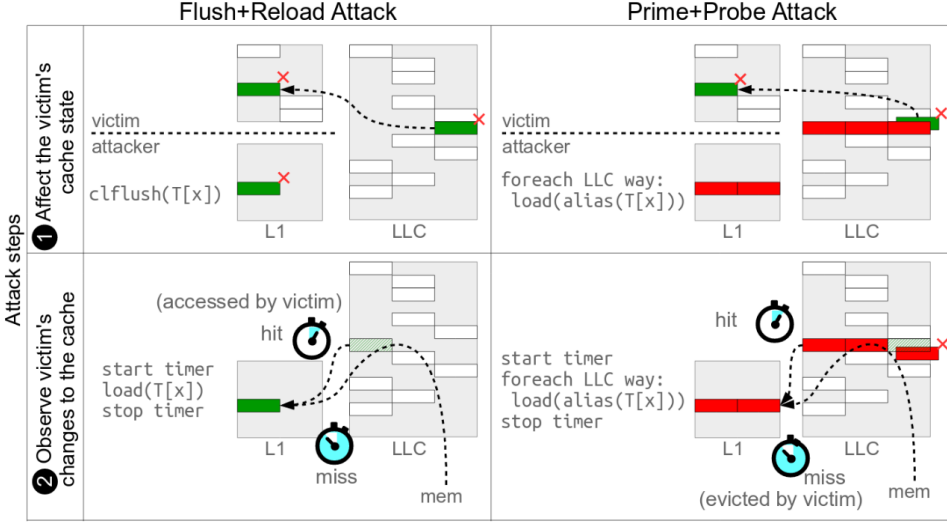 Flush+Reload Attack
Prime+Probe Attack
Attack steps
1 Affect the victim's
cache state
victim
attacker
clflush(T[x])
L1
LLC
victim
attacker
foreach LLC way:
load(alias(T[x]))
L1
LLC
2 Observe victim's
changes to the cache
(accessed by victim)
hit
start timer
load(T[x])
stop timer
L1
LLC
miss
mem
hit
start timer
foreach LLC way:
load(alias(T[x]))
stop timer
L1
LLC
miss
(evicted by victim)
mem